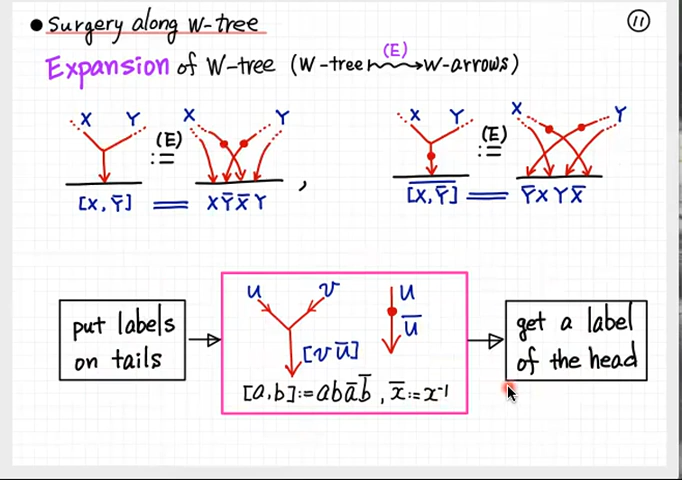 ● Surgery along W-tree
⑪
Expansion of W-tree (W-tree (E) W-arrows)
X Y (E) := X Y
[X, Ȳ] = XȲX̄Y ,
X Y (E) := X Y
[X, Ȳ]‾ = ȲXYX̄
put labels
on tails
u v
[v ū]
u
ū
[a,b] := abāb̄ , x̄ := x⁻¹
get a label
of the head